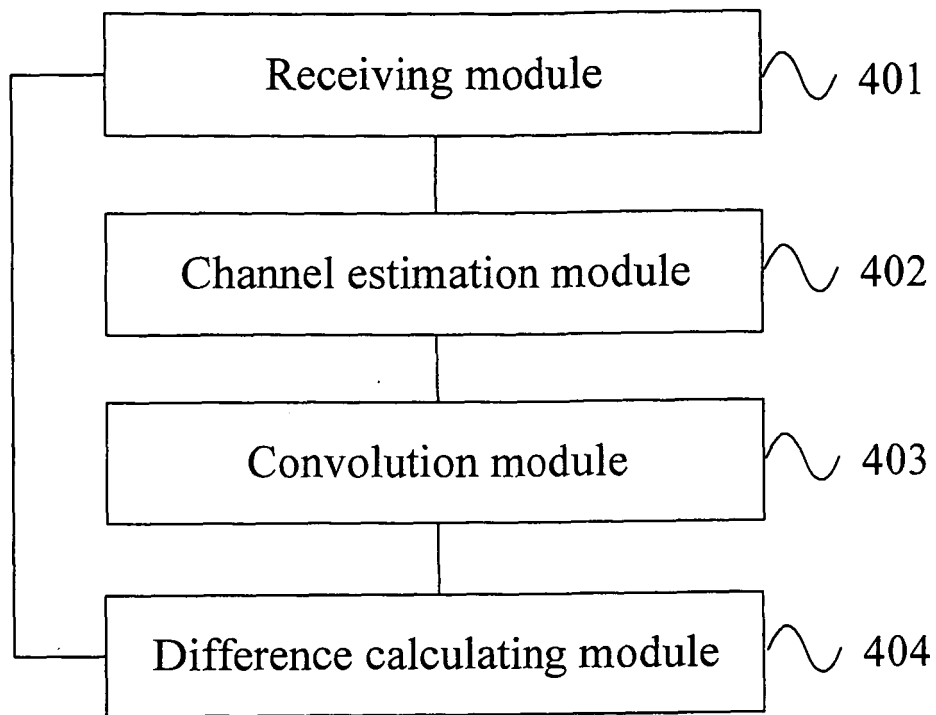 Receiving module 401
Channel estimation module 402
Convolution module 403
Difference calculating module 404